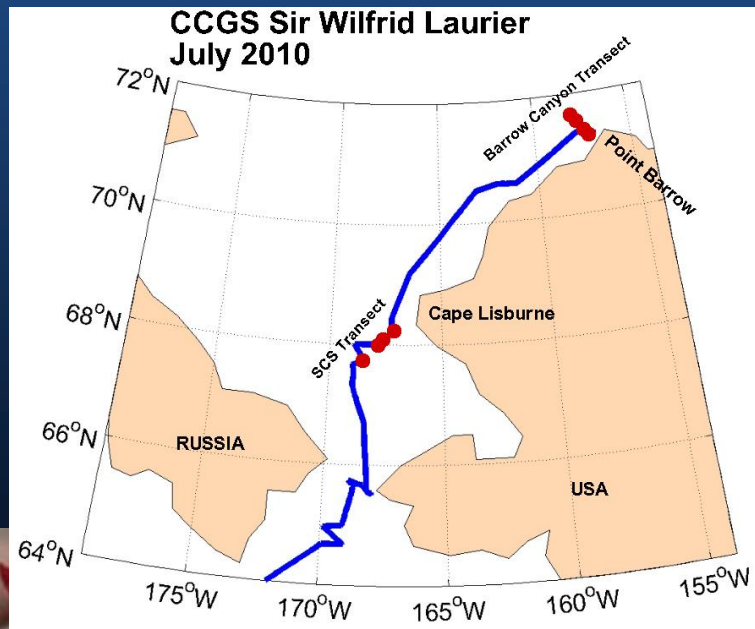 CCGS Sir Wilfrid Laurier
July 2010
72°N
70°N
68°N
66°N
64°N
175°W
170°W
165°W
160°W
155°W
Barrow Canyon Transect
Point Barrow
Cape Lisburne
SCS Transect
RUSSIA
USA